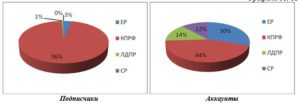 0%
1%
3%
96%
ЕР
КПРФ
ЛДПР
СР
Подписчики
12%
14%
30%
44%
ЕР
КПРФ
ЛДПР
СР
Аккаунты